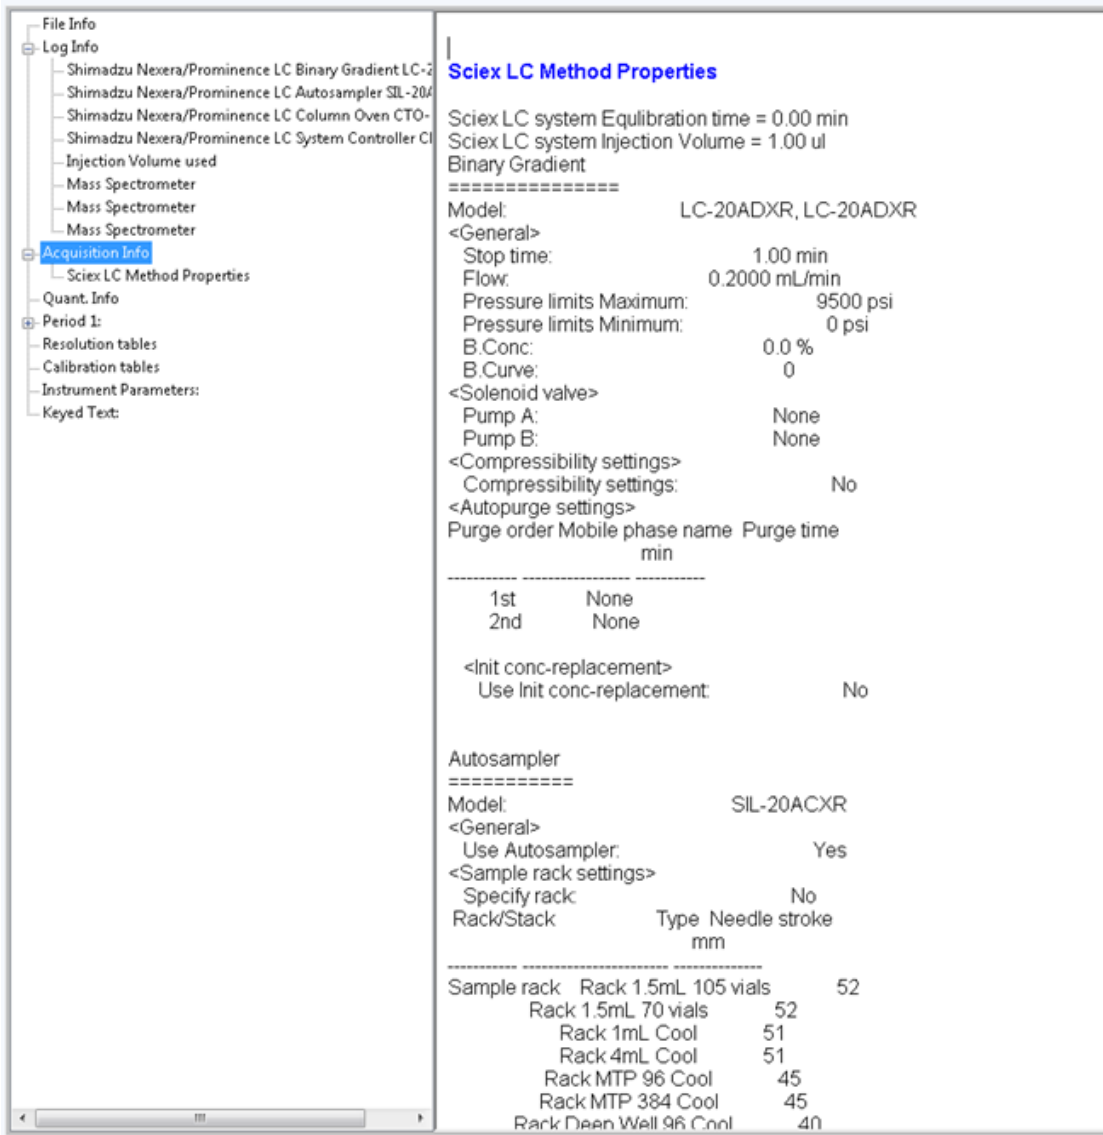 File Info
Log Info
Shimadzu Nexera/Prominence LC Binary Gradient LC-2
Shimadzu Nexera/Prominence LC Autosampler SIL-20A
Shimadzu Nexera/Prominence LC Column Oven CTO-
Shimadzu Nexera/Prominence LC System Controller C
Injection Volume used
Mass Spectrometer
Mass Spectrometer
Mass Spectrometer
Acquisition Info
Sciex LC Method Properties
Quant. Info
Period 1:
Resolution tables
Calibration tables
Instrument Parameters:
Keyed Text:
Sciex LC Method Properties
Sciex LC system Equlibration time = 0.00 min
Sciex LC system Injection Volume = 1.00 ul
Binary Gradient
===============
Model: LC-20ADXR, LC-20ADXR
<General>
Stop time: 1.00 min
Flow: 0.2000 mL/min
Pressure limits Maximum: 9500 psi
Pressure limits Minimum: 0 psi
B.Conc: 0.0 %
B.Curve: 0
<Solenoid valve>
Pump A: None
Pump B: None
<Compressibility settings>
Compressibility settings: No
<Autopurge settings>
Purge order Mobile phase name Purge time
min
----------- ----------------- -----------
1st None
2nd None
<Init conc-replacement>
Use Init conc-replacement: No
Autosampler
===========
Model: SIL-20ACXR
<General>
Use Autosampler: Yes
<Sample rack settings>
Specify rack: No
Rack/Stack Type Needle stroke
mm
----------- ----------------------- --------------
Sample rack Rack 1.5mL 105 vials 52
Rack 1.5mL 70 vials 52
Rack 1mL Cool 51
Rack 4mL Cool 51
Rack MTP 96 Cool 45
Rack MTP 384 Cool 45
Rack Deep Well 96 Cool 40